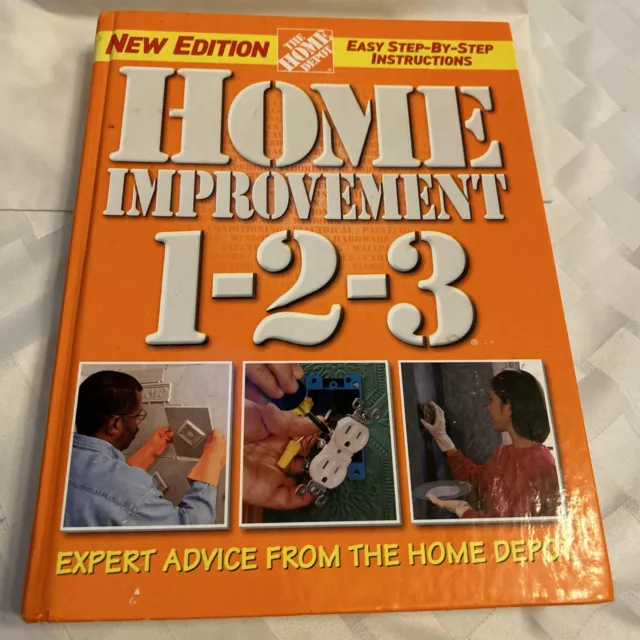 NEW EDITION
THE
HOME
DEPOT
EASY STEP-BY-STEP
INSTRUCTIONS
HOME
IMPROVEMENT
1-2-3
EXPERT ADVICE FROM THE HOME DEPOT